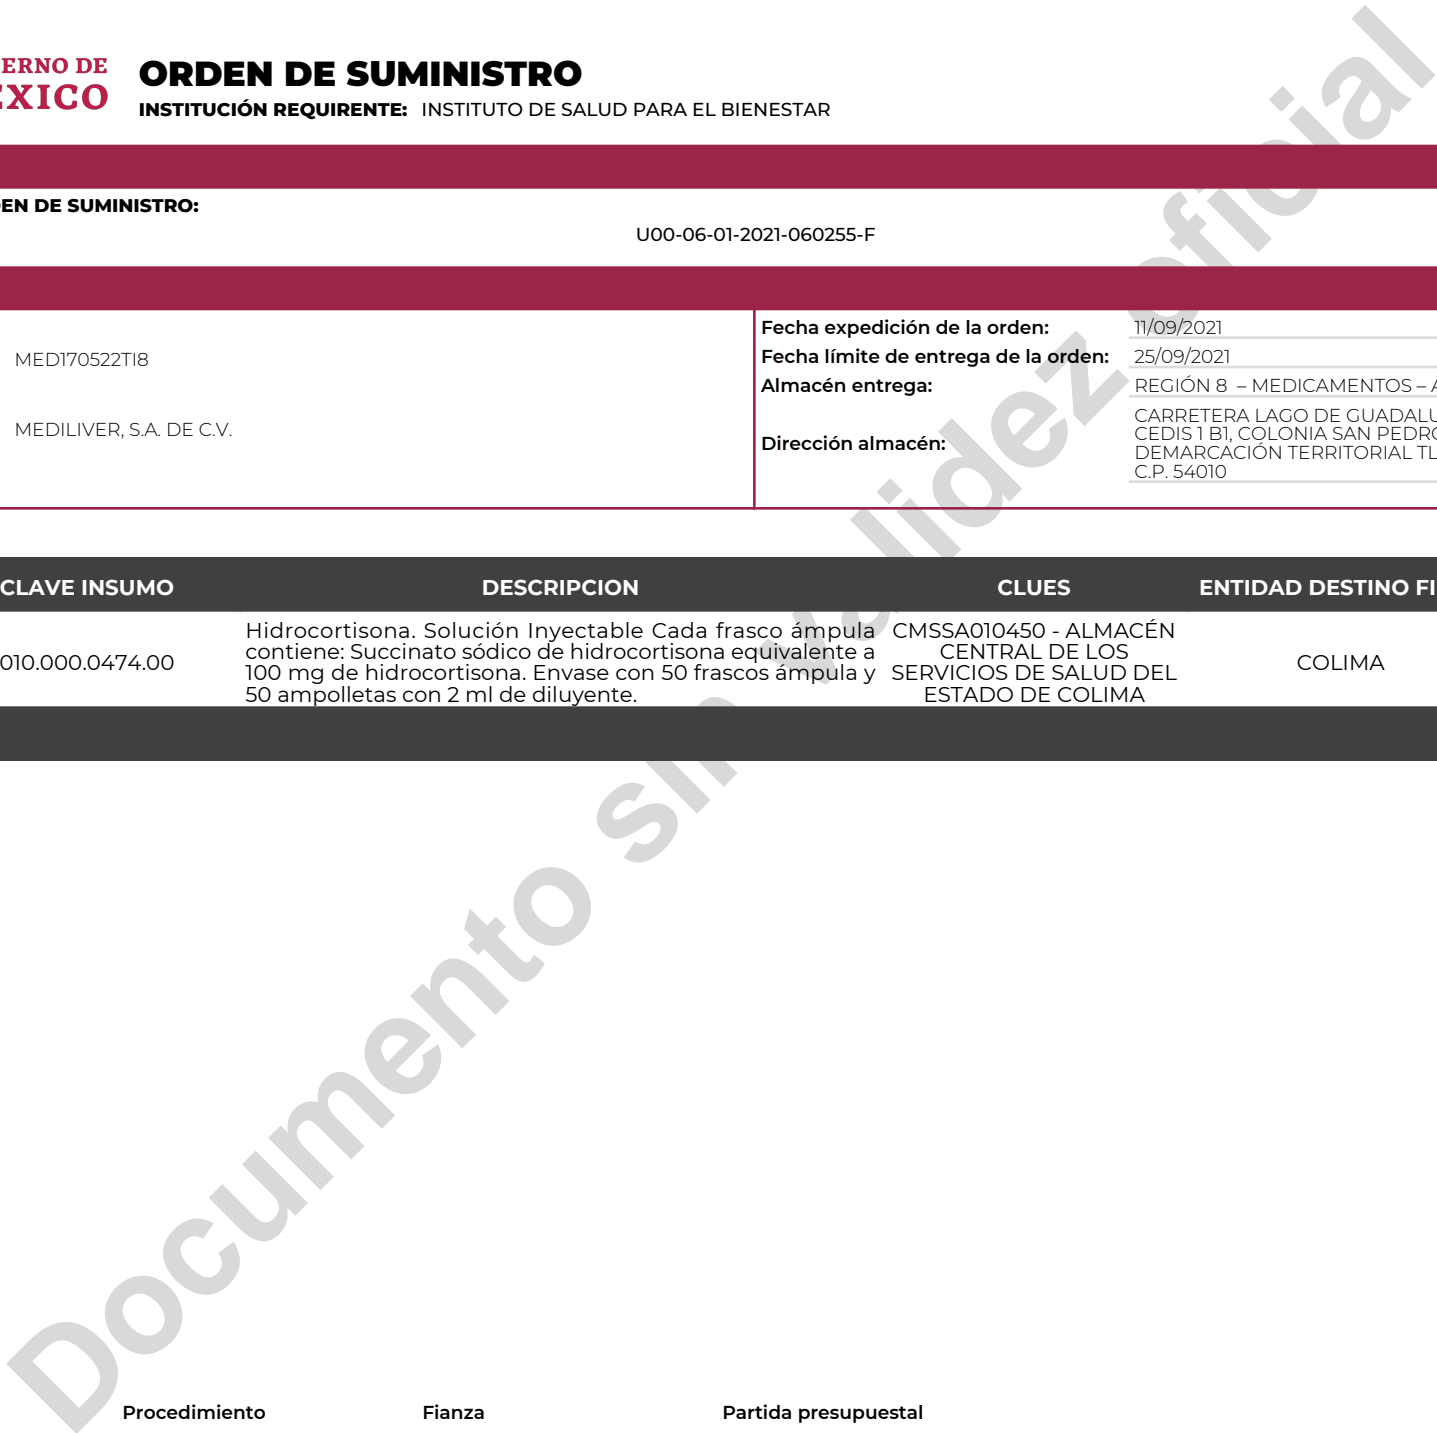 ERNO DE
EXICO
ORDEN DE SUMINISTRO
INSTITUCIÓN REQUIRENTE: INSTITUTO DE SALUD PARA EL BIENESTAR
EN DE SUMINISTRO:
U00-06-01-2021-060255-F
MED170522TI8
MEDILIVER, S.A. DE C.V.
Fecha expedición de la orden: 11/09/2021
Fecha límite de entrega de la orden: 25/09/2021
Almacén entrega: REGIÓN 8 – MEDICAMENTOS – A
Dirección almacén:
CARRETERA LAGO DE GUADALU
CEDIS 1 B1, COLONIA SAN PEDRO
DEMARCACIÓN TERRITORIAL TL
C.P. 54010
CLAVE INSUMO DESCRIPCION CLUES ENTIDAD DESTINO FI
010.000.0474.00
Hidrocortisona. Solución Inyectable Cada frasco ámpula
contiene: Succinato sódico de hidrocortisona equivalente a
100 mg de hidrocortisona. Envase con 50 frascos ámpula y
50 ampolletas con 2 ml de diluyente.
CMSSA010450 - ALMACÉN
CENTRAL DE LOS
SERVICIOS DE SALUD DEL
ESTADO DE COLIMA
COLIMA
Documento sin validez oficial
Procedimiento Fianza Partida presupuestal